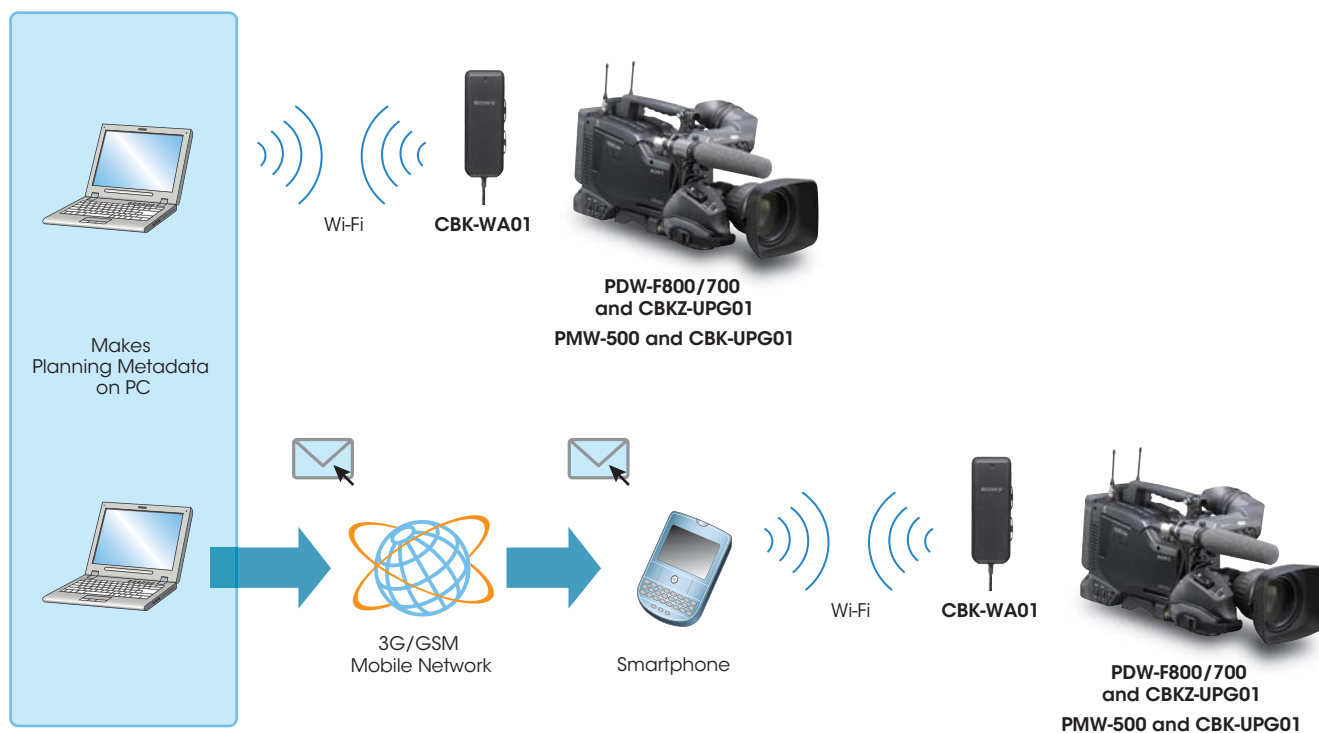 SONY
Wi-Fi
CBK-WA01
PDW-F800/700
and CBKZ-UPG01
PMW-500 and CBK-UPG01
Makes
Planning Metadata
on PC
3G/GSM
Mobile Network
Smartphone
Wi-Fi
SONY
CBK-WA01
PDW-F800/700
and CBKZ-UPG01
PMW-500 and CBK-UPG01